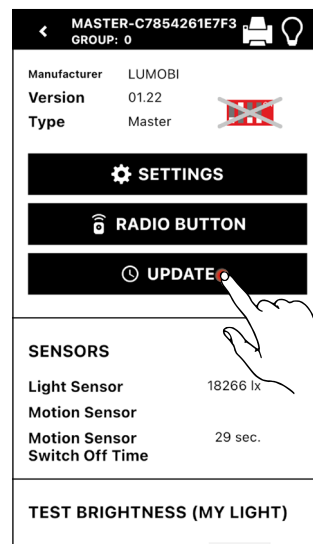 MASTER-C7854261E7F3
GROUP: 0
Manufacturer LUMOBI
Version 01.22
Type Master
SETTINGS
RADIO BUTTON
UPDATE
SENSORS
Light Sensor 18266 lx
Motion Sensor
Motion Sensor 29 sec.
Switch Off Time
TEST BRIGHTNESS (MY LIGHT)